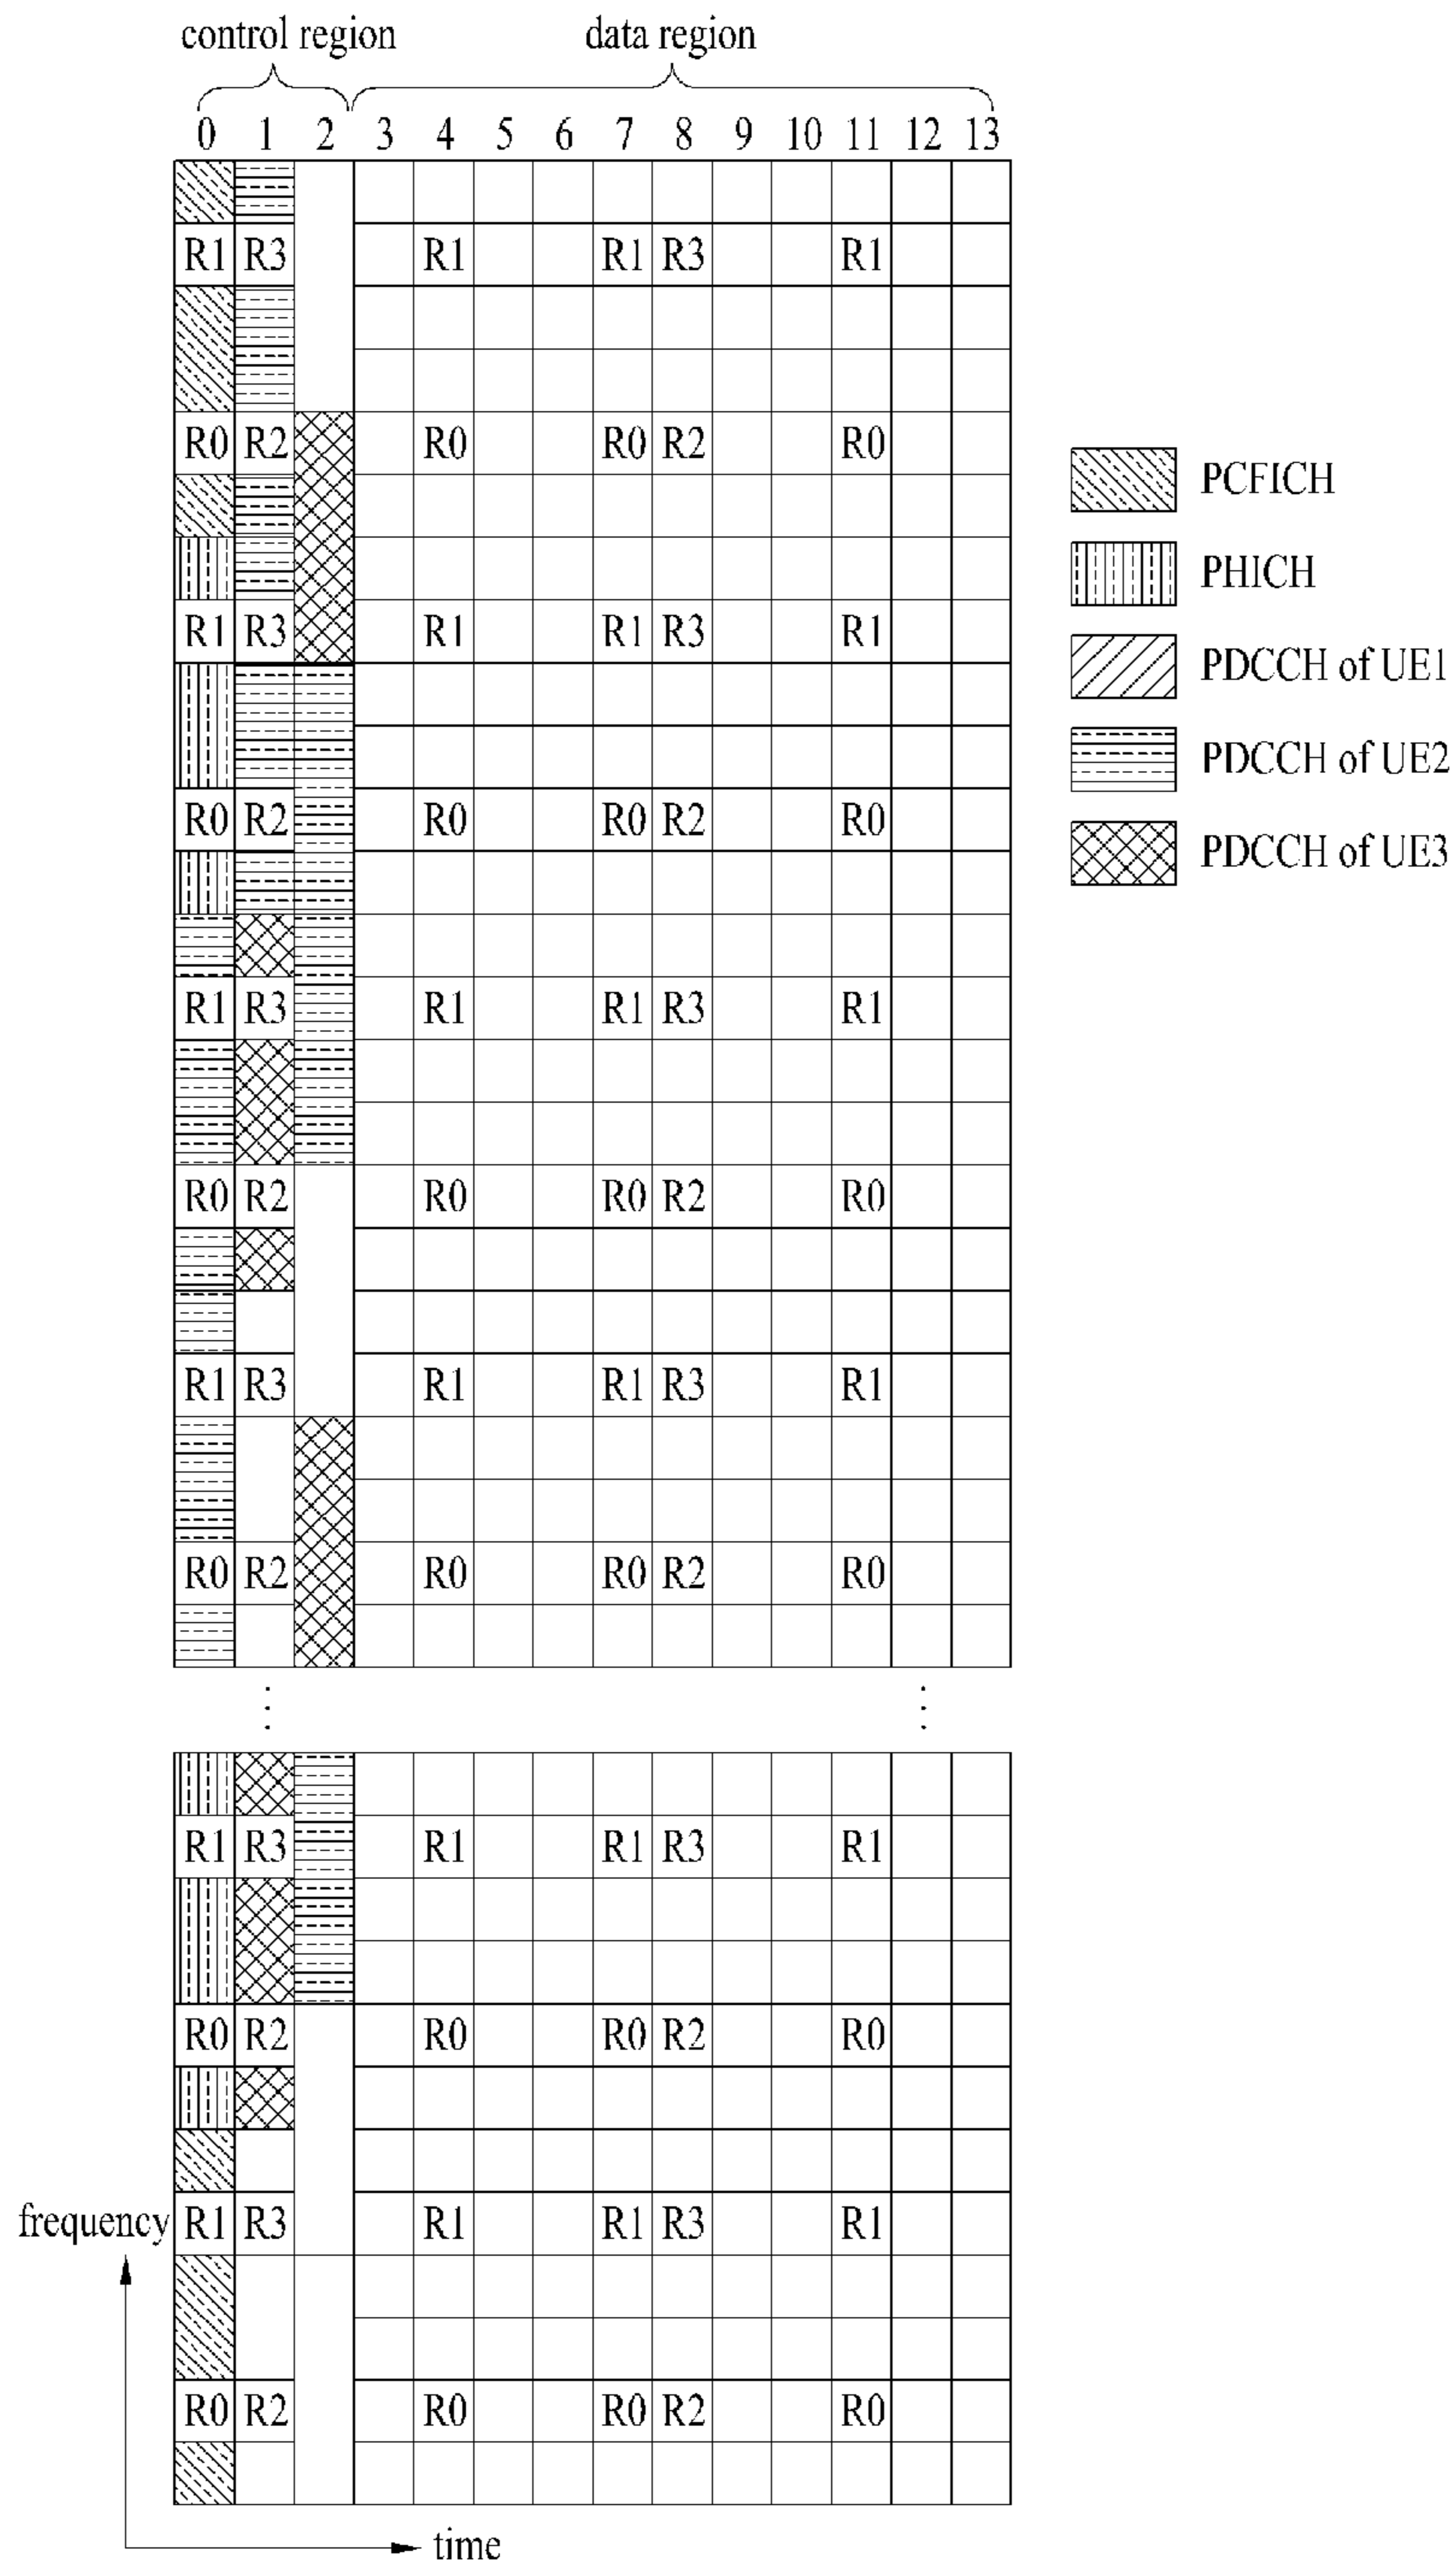 control region data region
0 1 2 3 4 5 6 7 8 9 10 11 12 13
R1 R3 R1 R1 R3 R1
R0 R2 R0 R0 R2 R0
PCFICH
PHICH
R1 R3 R1 R1 R3 R1
PDCCH of UE1
PDCCH of UE2
R0 R2 R0 R0 R2 R0
PDCCH of UE3
R1 R3 R1 R1 R3 R1
R0 R2 R0 R0 R2 R0
R1 R3 R1 R1 R3 R1
R0 R2 R0 R0 R2 R0
R1 R3 R1 R1 R3 R1
R0 R2 R0 R0 R2 R0
frequency R1 R3 R1 R1 R3 R1
R0 R2 R0 R0 R2 R0
time